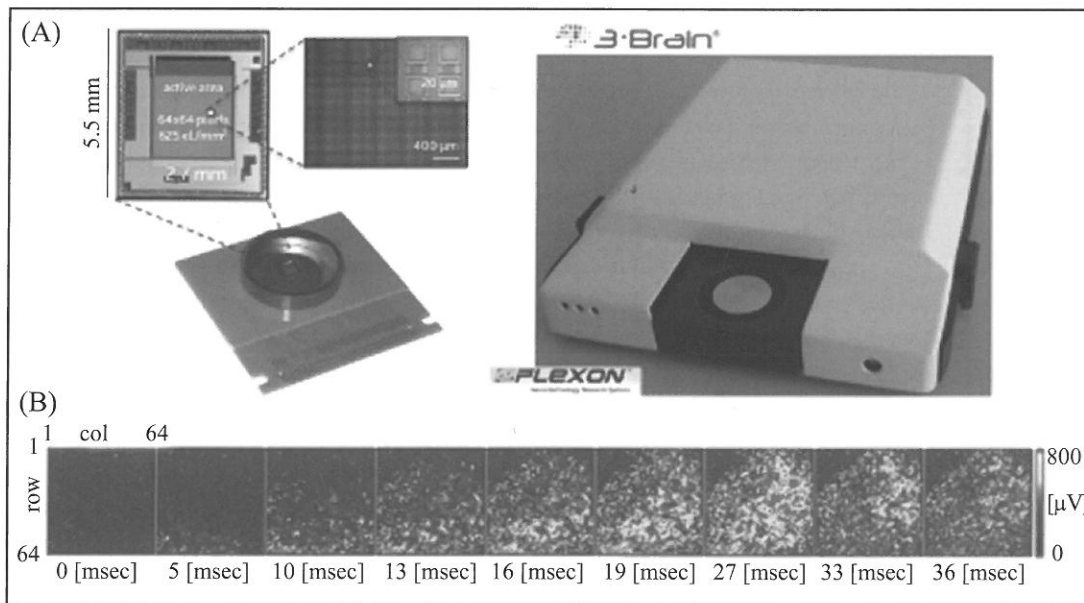 (A)
3·Brain®
5.5 mm
active area
64x64 pixels
625 eL/mm²
2.7 mm
20 µm
400 µm
PLEXON
(B)
1 col 64
1
row
64
800
[µV]
0
0 [msec] 5 [msec] 10 [msec] 13 [msec] 16 [msec] 19 [msec] 27 [msec] 33 [msec] 36 [msec]